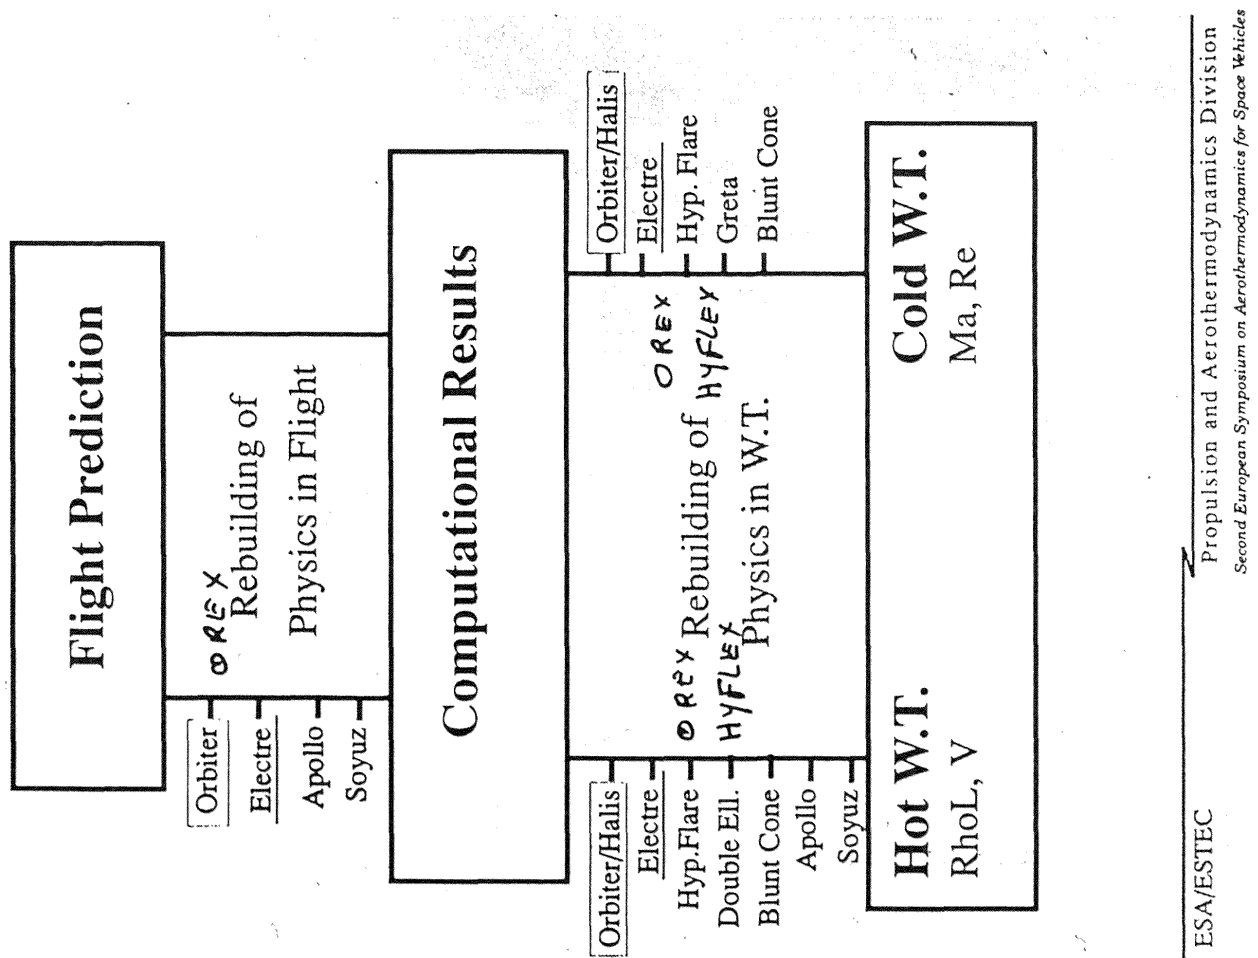 Flight Prediction
Orbiter
Electre
Apollo
Soyuz
OREX
Rebuilding of
Physics in Flight
Computational Results
Orbiter/Halis
Electre
Hyp.Flare
Double Ell.
Blunt Cone
Apollo
Soyuz
OREX
HYFLEX
Rebuilding of
Physics in W.T.
OREX
HYFLEX
Orbiter/Halis
Electre
Hyp. Flare
Greta
Blunt Cone
Hot W.T.
RhoL, V
Cold W.T.
Ma, Re
ESA/ESTEC
Propulsion and Aerothermodynamics Division
Second European Symposium on Aerothermodynamics for Space Vehicles